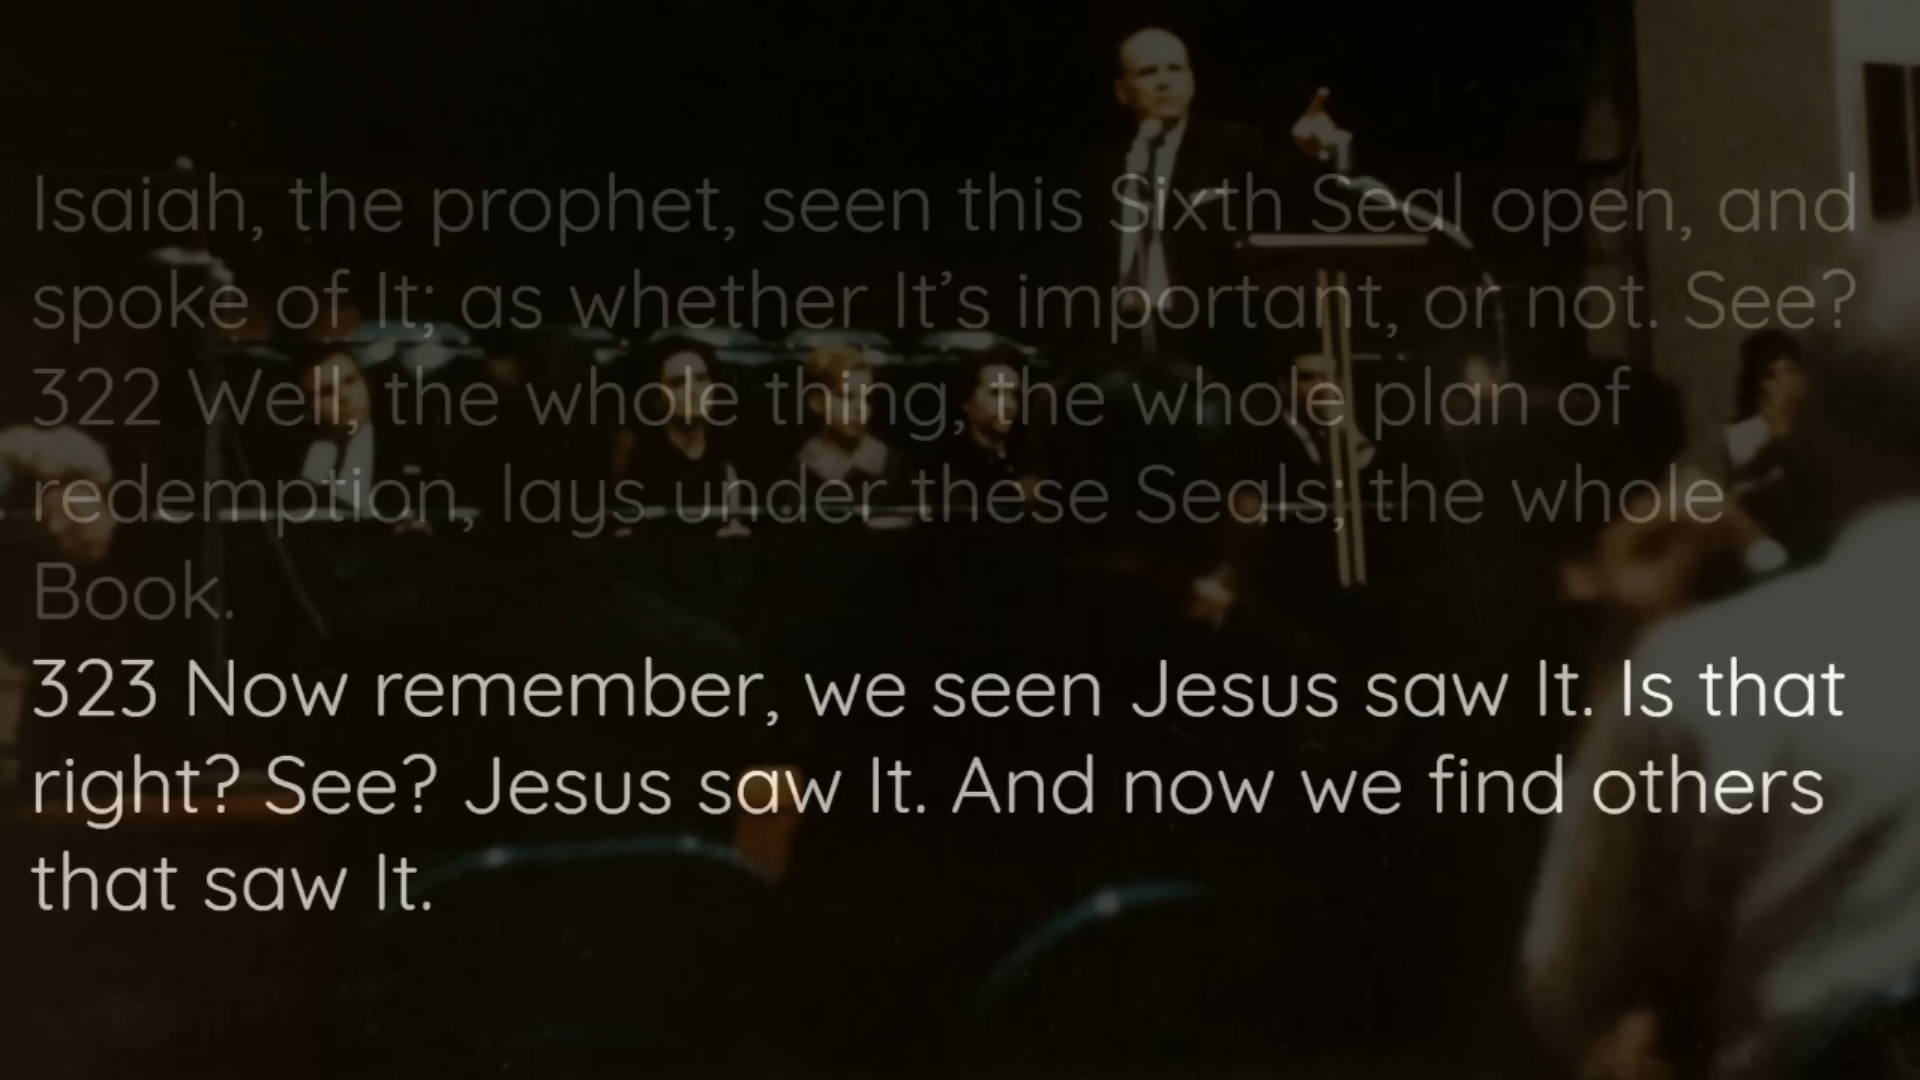 Isaiah, the prophet, seen this Sixth Seal open, and
spoke of It; as whether It’s important, or not. See?
322 Well, the whole thing, the whole plan of
redemption, lays under these Seals; the whole
Book.
323 Now remember, we seen Jesus saw It. Is that
right? See? Jesus saw It. And now we find others
that saw It.